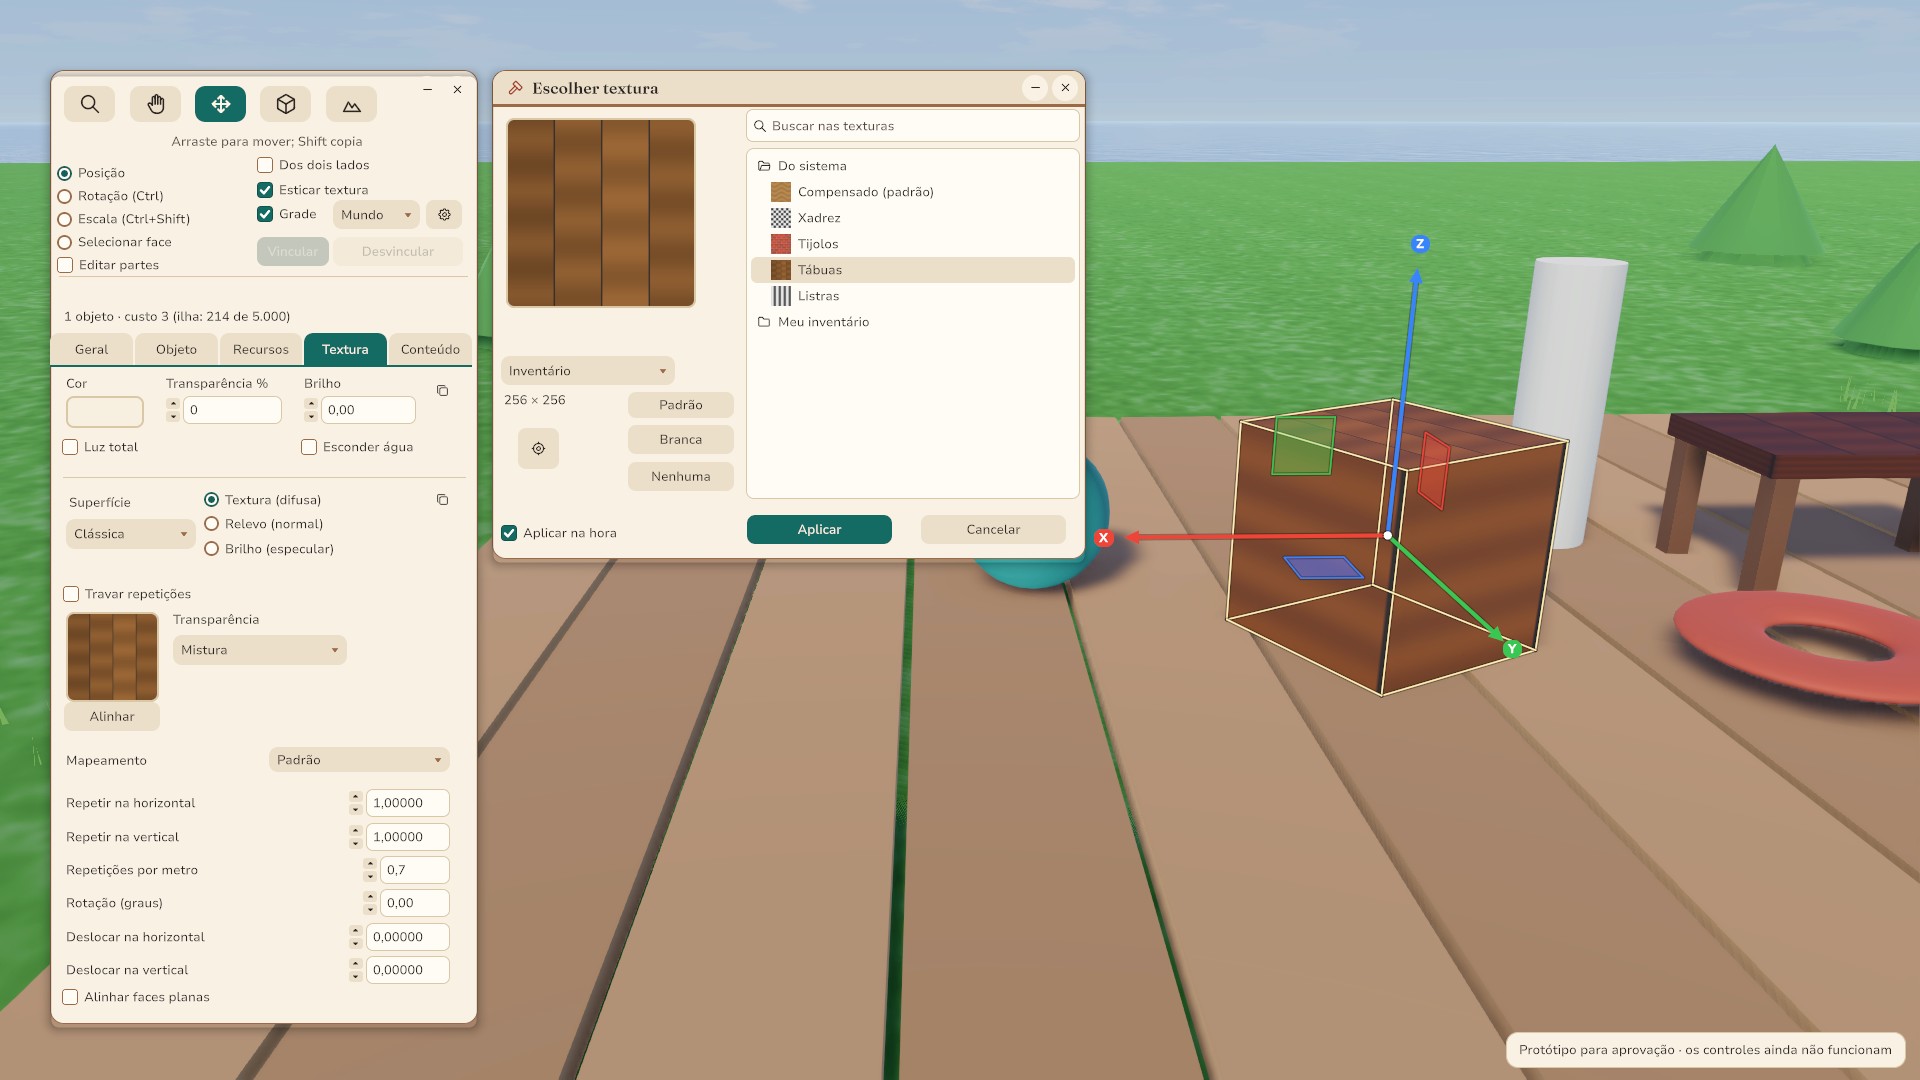 Arraste para mover; Shift copia
Posição
Rotação (Ctrl)
Escala (Ctrl+Shift)
Selecionar face
Editar partes
Dos dois lados
Esticar textura
Grade
Mundo
Vincular
Desvincular
1 objeto · custo 3 (ilha: 214 de 5.000)
Geral
Objeto
Recursos
Textura
Conteúdo
Cor
Transparência %
Brilho
0
0,00
Luz total
Esconder água
Superfície
Clássica
Textura (difusa)
Relevo (normal)
Brilho (especular)
Travar repetições
Transparência
Mistura
Alinhar
Mapeamento
Padrão
Repetir na horizontal
1,00000
Repetir na vertical
1,00000
Repetições por metro
0,7
Rotação (graus)
0,00
Deslocar na horizontal
0,00000
Deslocar na vertical
0,00000
Alinhar faces planas
Escolher textura
Inventário
256 × 256
Padrão
Branca
Nenhuma
Aplicar na hora
Buscar nas texturas
Do sistema
Compensado (padrão)
Xadrez
Tijolos
Tábuas
Listras
Meu inventário
Aplicar
Cancelar
Z
X
Y
Protótipo para aprovação · os controles ainda não funcionam